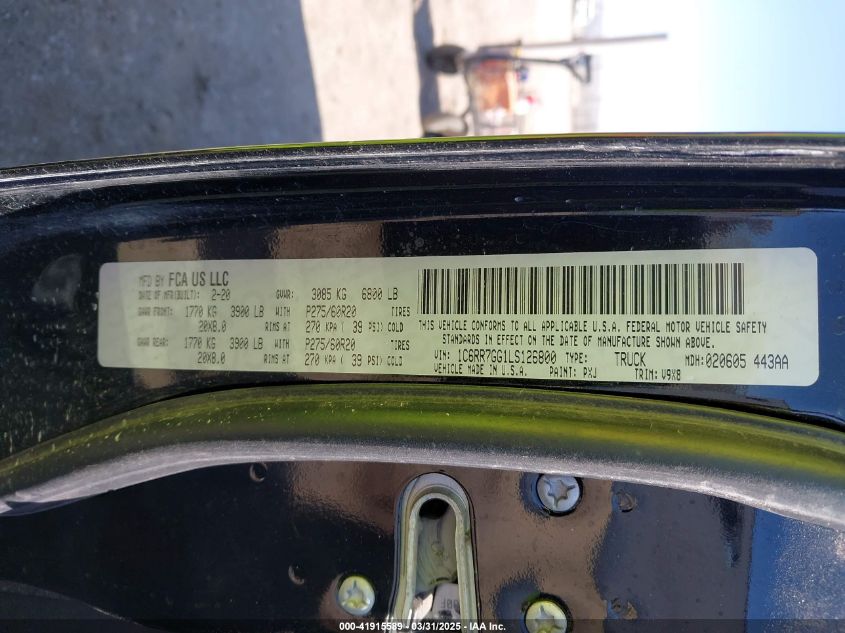 MFD BY FCA US LLC
DATE OF MFR(BUILT): 2-20 GVWR: 3085 KG 6800 LB
GAWR FRONT: 1770 KG 3900 LB WITH P275/60R20 TIRES
20X8.0 RIMS AT 270 KPA ( 39 PSI) COLD
GAWR REAR: 1770 KG 3900 LB WITH P275/60R20 TIRES
20X8.0 RIMS AT 270 KPA ( 39 PSI) COLD
THIS VEHICLE CONFORMS TO ALL APPLICABLE U.S.A. FEDERAL MOTOR VEHICLE SAFETY
STANDARDS IN EFFECT ON THE DATE OF MANUFACTURE SHOWN ABOVE.
VIN: 1C6RR7GG1LS126800 TYPE: TRUCK MDH:020605 443AA
VEHICLE MADE IN U.S.A. PAINT: PXJ TRIM: V9X8
000-41915589 - 03/31/2025 - IAA Inc.